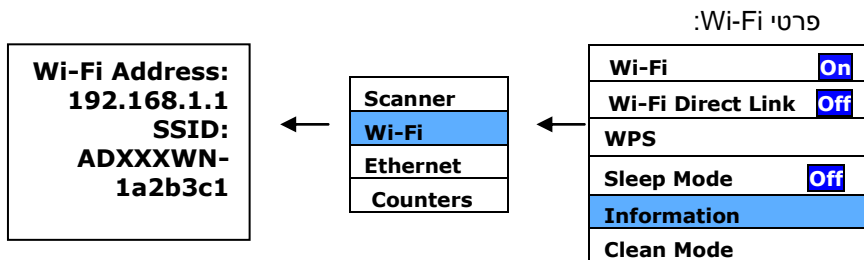 פרטי Wi-Fi:
Wi-Fi On
Wi-Fi Direct Link Off
WPS
Sleep Mode Off
Information
Clean Mode
Scanner
Wi-Fi
Ethernet
Counters
Wi-Fi Address:
192.168.1.1
SSID:
ADXXXWN-
1a2b3c1